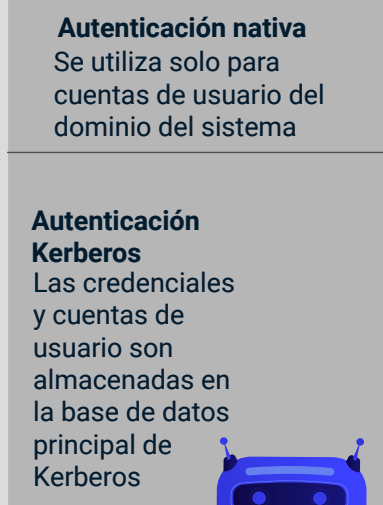 Autenticación nativa
Se utiliza solo para
cuentas de usuario del
dominio del sistema
Autenticación
Kerberos
Las credenciales
y cuentas de
usuario son
almacenadas en
la base de datos
principal de
Kerberos